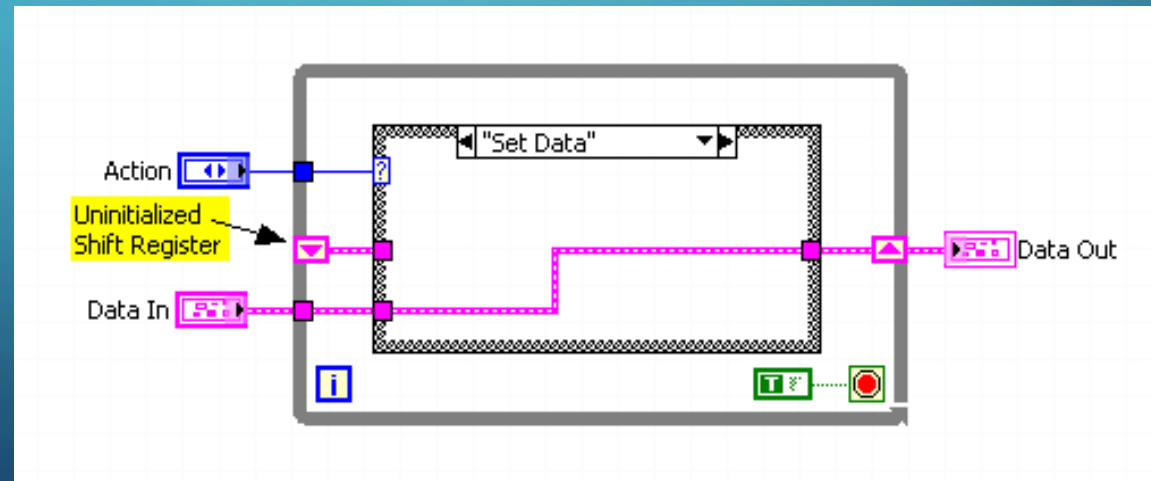 "Set Data"
Action
?
Uninitialized
Shift Register
Data Out
Data In
i
T